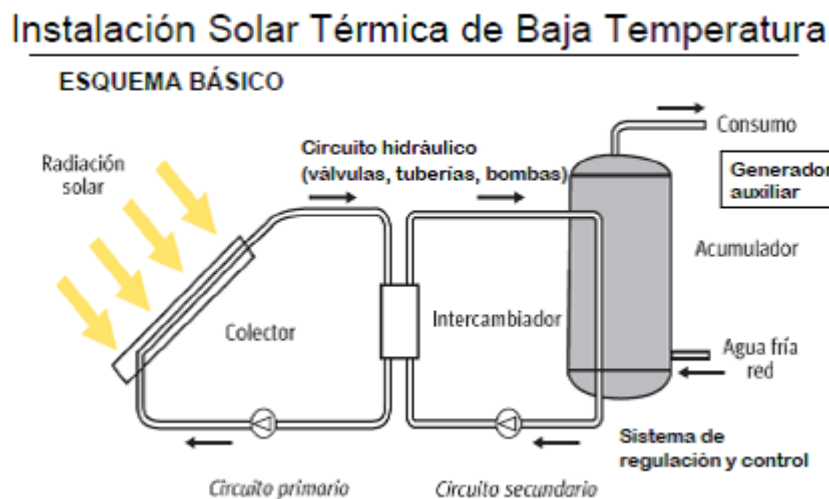 Instalación Solar Térmica de Baja Temperatura
ESQUEMA BÁSICO
Radiación
solar
Circuito hidráulico
(válvulas, tuberías, bombas)
Consumo
Generador
auxiliar
Acumulador
Colector
Intercambiador
Agua fría
red
Sistema de
regulación y control
Circuito primario
Circuito secundario